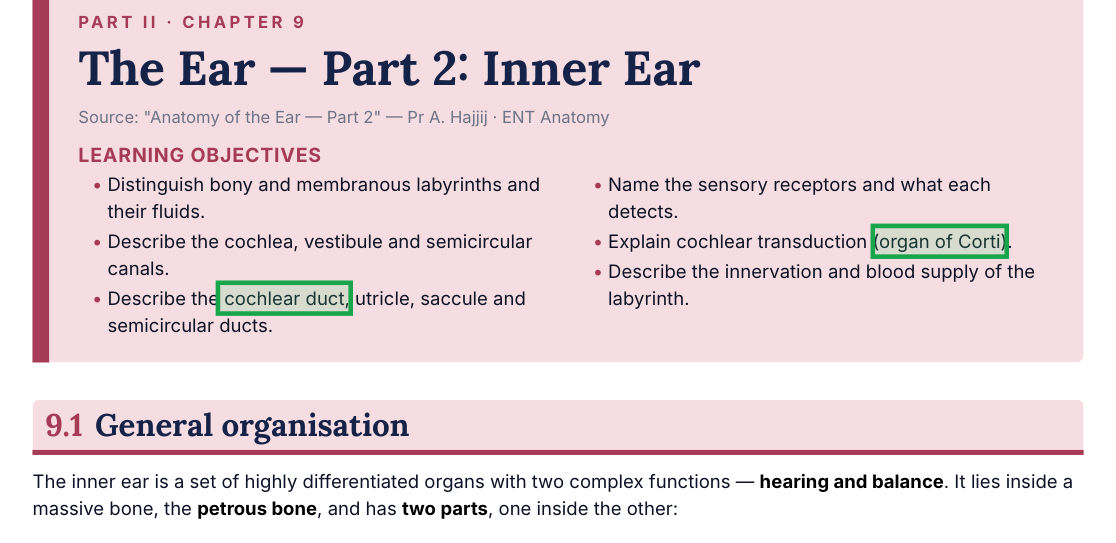 PART II · CHAPTER 9
The Ear — Part 2: Inner Ear
Source: "Anatomy of the Ear — Part 2" — Pr A. Hajjij · ENT Anatomy
LEARNING OBJECTIVES
• Distinguish bony and membranous labyrinths and
their fluids.
• Describe the cochlea, vestibule and semicircular
canals.
• Describe the cochlear duct, utricle, saccule and
semicircular ducts.
• Name the sensory receptors and what each
detects.
• Explain cochlear transduction (organ of Corti).
• Describe the innervation and blood supply of the
labyrinth.
9.1 General organisation
The inner ear is a set of highly differentiated organs with two complex functions — hearing and balance. It lies inside a
massive bone, the petrous bone, and has two parts, one inside the other: